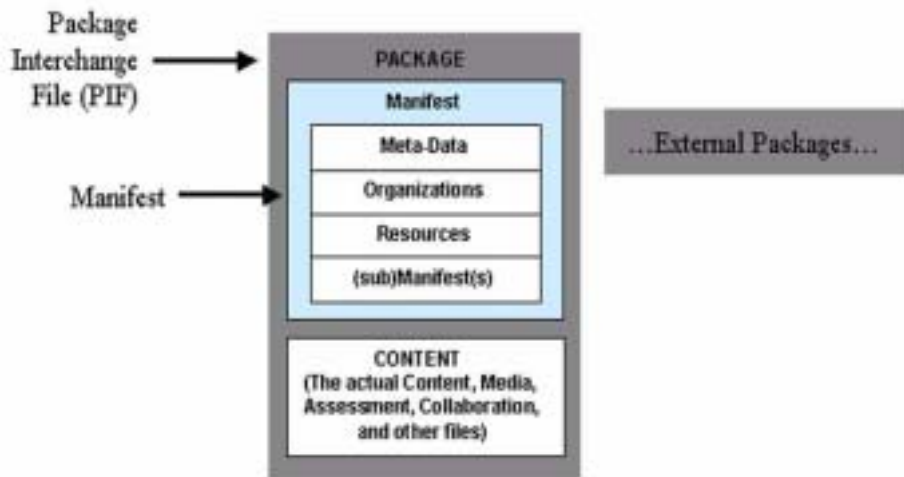 Package
Interchange
File (PIF)
Manifest
PACKAGE
Manifest
Meta-Data
Organizations
Resources
(sub)Manifest(s)
CONTENT
(The actual Content, Media,
Assessment, Collaboration,
and other files)
...External Packages...